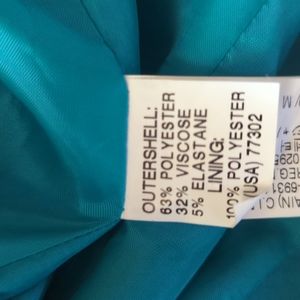 OUTERSHELL:
63% POLYESTER
32% VISCOSE
5% ELASTANE
LINING:
100% POLYESTER
(USA) 77302